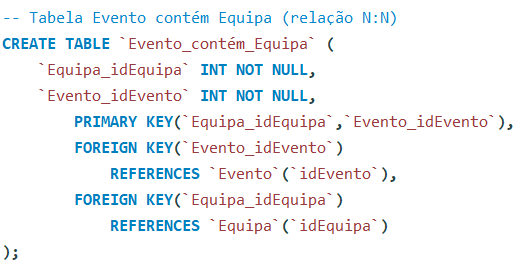 -- Tabela Evento contém Equipa (relação N:N)
CREATE TABLE `Evento_contém_Equipa` (
    `Equipa_idEquipa` INT NOT NULL,
    `Evento_idEvento` INT NOT NULL,
        PRIMARY KEY(`Equipa_idEquipa`,`Evento_idEvento`),
        FOREIGN KEY(`Evento_idEvento`)
            REFERENCES `Evento`(`idEvento`),
        FOREIGN KEY(`Equipa_idEquipa`)
            REFERENCES `Equipa`(`idEquipa`)
);